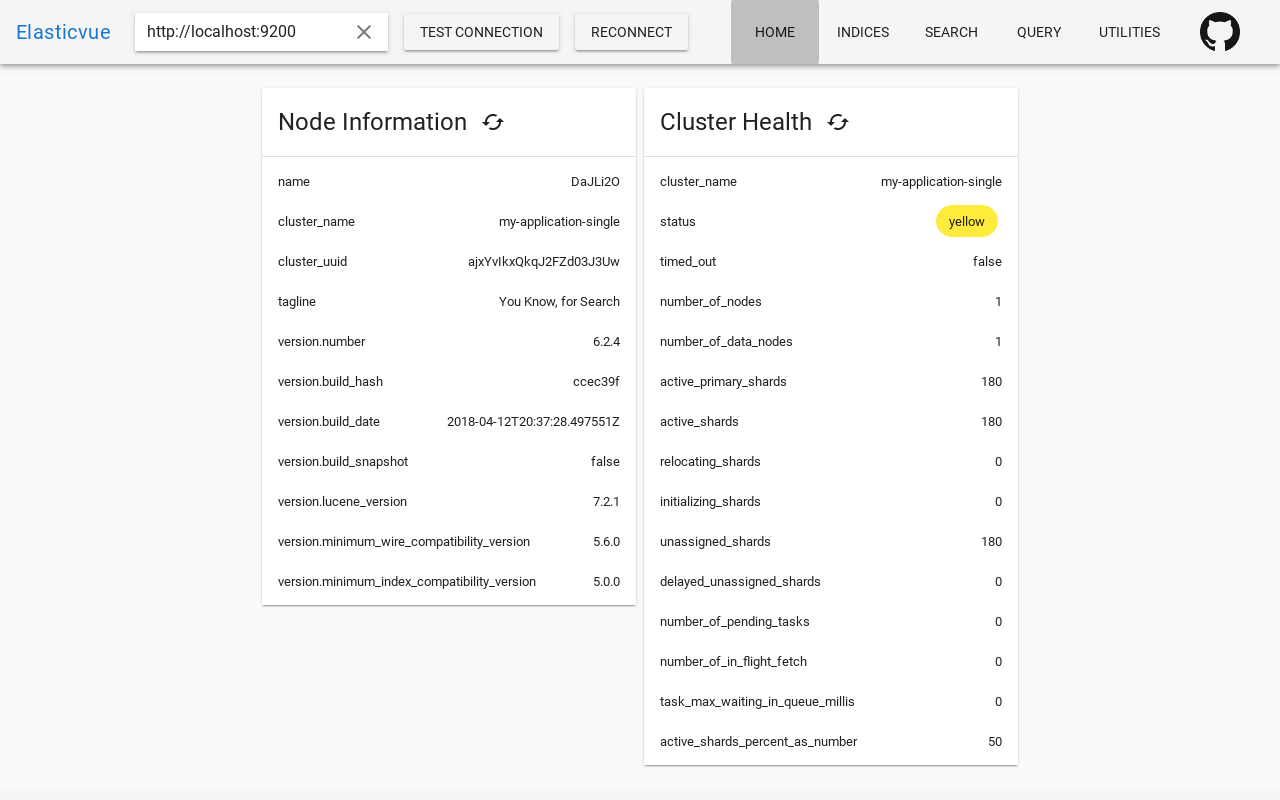 Elasticvue
http://localhost:9200
TEST CONNECTION
RECONNECT
HOME
INDICES
SEARCH
QUERY
UTILITIES
Node Information
name DaJLi2O
cluster_name my-application-single
cluster_uuid ajxYvIkxQkqJ2FZd03J3Uw
tagline You Know, for Search
version.number 6.2.4
version.build_hash ccec39f
version.build_date 2018-04-12T20:37:28.497551Z
version.build_snapshot false
version.lucene_version 7.2.1
version.minimum_wire_compatibility_version 5.6.0
version.minimum_index_compatibility_version 5.0.0
Cluster Health
cluster_name my-application-single
status yellow
timed_out false
number_of_nodes 1
number_of_data_nodes 1
active_primary_shards 180
active_shards 180
relocating_shards 0
initializing_shards 0
unassigned_shards 180
delayed_unassigned_shards 0
number_of_pending_tasks 0
number_of_in_flight_fetch 0
task_max_waiting_in_queue_millis 0
active_shards_percent_as_number 50